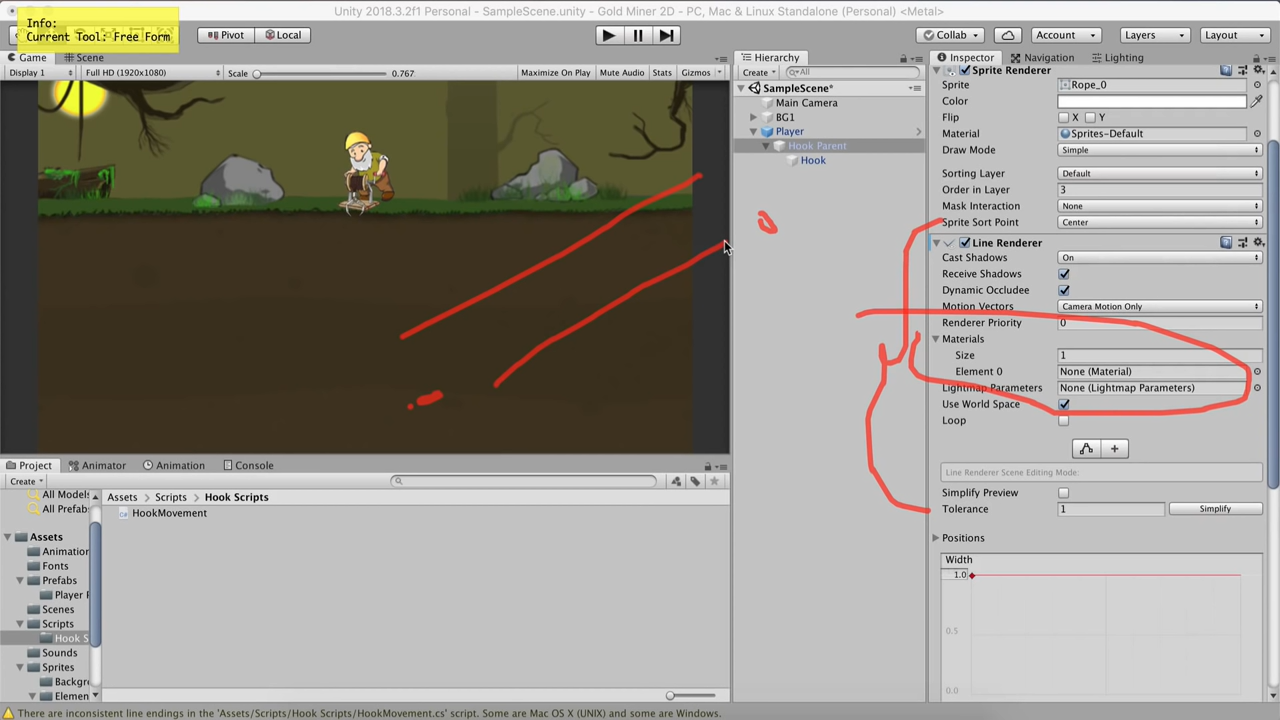 Unity 2018.3.2f1 Personal - SampleScene.unity - Gold Miner 2D - PC, Mac & Linux Standalone (Personal) <Metal>
Info:
Current Tool: Free Form
Pivot
Local
Collab
Account
Layers
Layout
Game
Scene
Display 1
Full HD (1920x1080)
Scale
0.767
Maximize On Play
Mute Audio
Stats
Gizmos
Hierarchy
Create
All
SampleScene*
Main Camera
BG1
Player
Hook Parent
Hook
Inspector
Navigation
Lighting
Sprite Renderer
Sprite
Rope_0
Color
Flip
X
Y
Material
Sprites-Default
Draw Mode
Simple
Sorting Layer
Default
Order in Layer
3
Mask Interaction
None
Sprite Sort Point
Center
Line Renderer
Cast Shadows
On
Receive Shadows
Dynamic Occludee
Motion Vectors
Camera Motion Only
Renderer Priority
0
Materials
Size
1
Element 0
None (Material)
Lightmap Parameters
None (Lightmap Parameters)
Use World Space
Loop
+
Line Renderer Scene Editing Mode:
Simplify Preview
Tolerance
1
Simplify
Positions
Width
1.0
0.5
0.0
Project
Animator
Animation
Console
Create
All Models
All Prefabs
Assets
Animation
Fonts
Prefabs
Player P
Scenes
Scripts
Hook S
Sounds
Sprites
Backgro
Elemen
Assets
Scripts
Hook Scripts
C#
HookMovement
There are inconsistent line endings in the 'Assets/Scripts/Hook Scripts/HookMovement.cs' script. Some are Mac OS X (UNIX) and some are Windows.